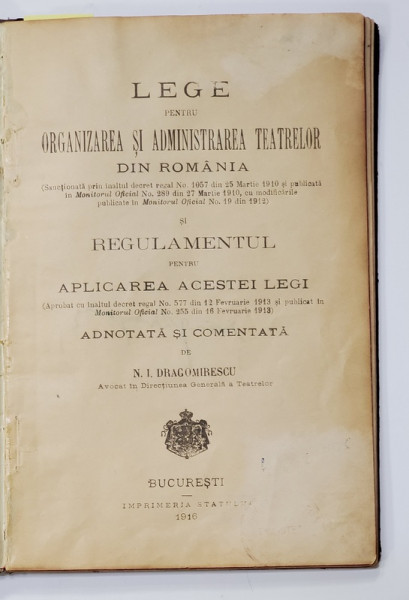 LEGE
PENTRU
ORGANIZAREA ȘI ADMINISTRAREA TEATRELOR
DIN ROMÂNIA
(Sancționată prin înaltul decret regal No. 1057 din 25 Martie 1910 și publicată
în Monitorul Oficial No. 289 din 27 Martie 1910, cu modificările
publicate în Monitorul Oficial No. 19 din 1912)
ȘI
REGULAMENTUL
PENTRU
APLICAREA ACESTEI LEGI
(Aprobat cu înaltul decret regal No. 577 din 12 Fevruarie 1913 și publicat în
Monitorul Oficial No. 255 din 16 Fevruarie 1913)
ADNOTATĂ ȘI COMENTATĂ
DE
N. I. DRAGOMIRESCU
Avocat în Direcțiunea Generală a Teatrelor
BUCUREȘTI
IMPRIMERIA STATULUI
1916